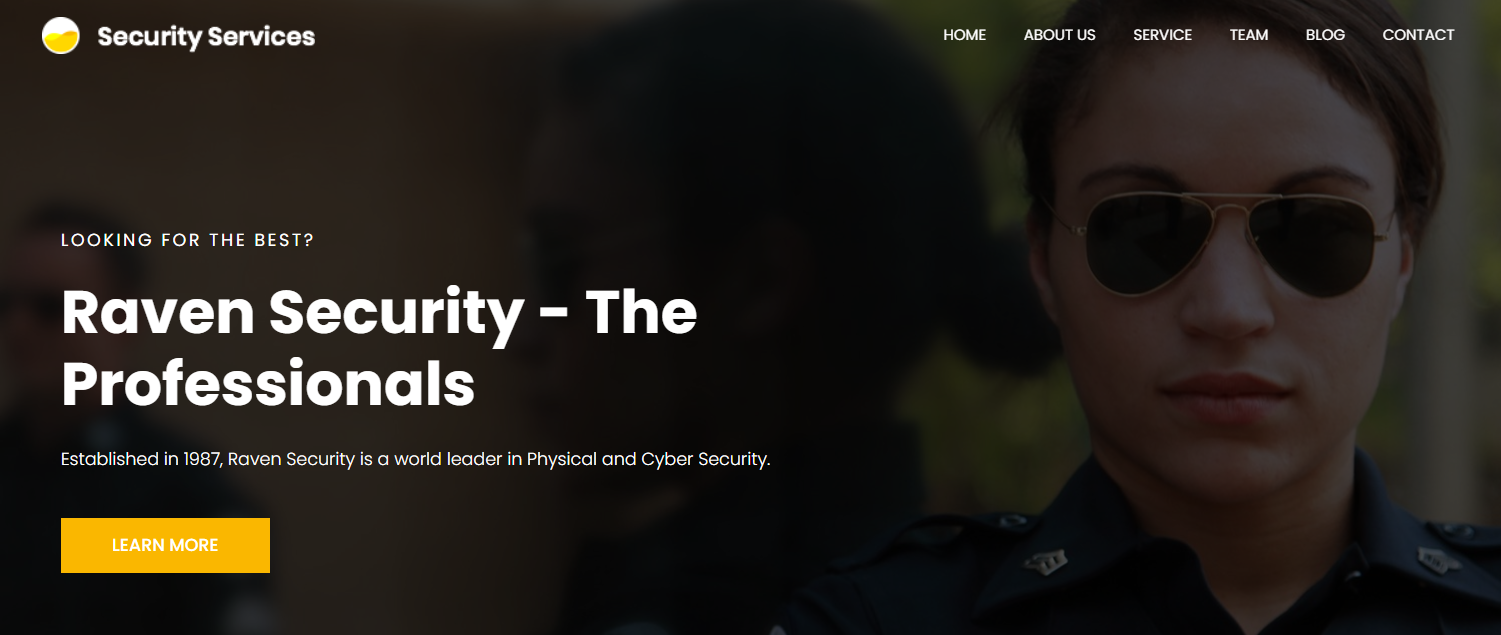 Security Services
HOME
ABOUT US
SERVICE
TEAM
BLOG
CONTACT
LOOKING FOR THE BEST?
Raven Security - The
Professionals
Established in 1987, Raven Security is a world leader in Physical and Cyber Security.
LEARN MORE